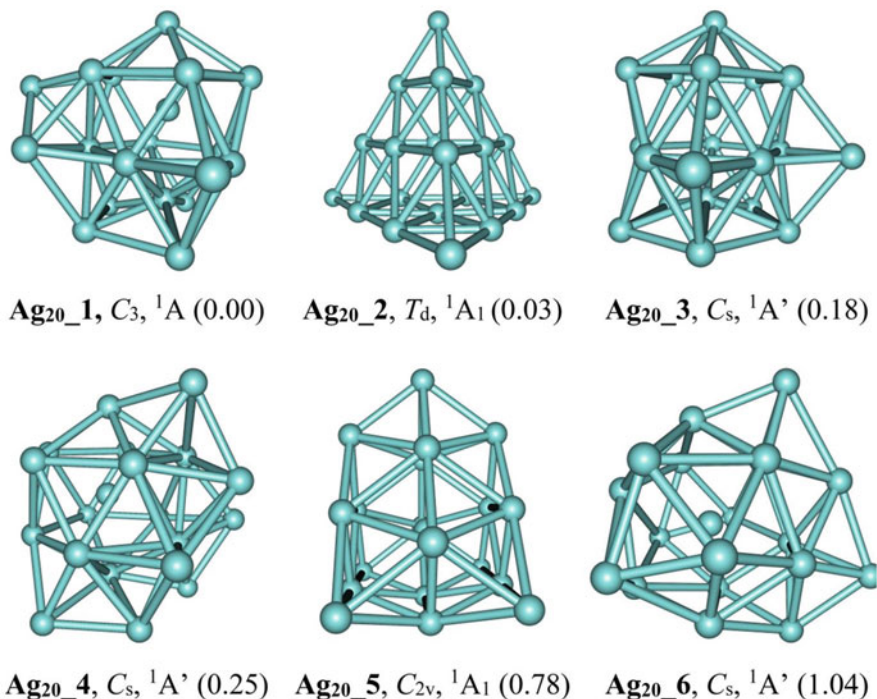 Ag20_1, C3, 1A (0.00)
Ag20_2, Td, 1A1 (0.03)
Ag20_3, Cs, 1A’ (0.18)
Ag20_4, Cs, 1A’ (0.25)
Ag20_5, C2v, 1A1 (0.78)
Ag20_6, Cs, 1A’ (1.04)